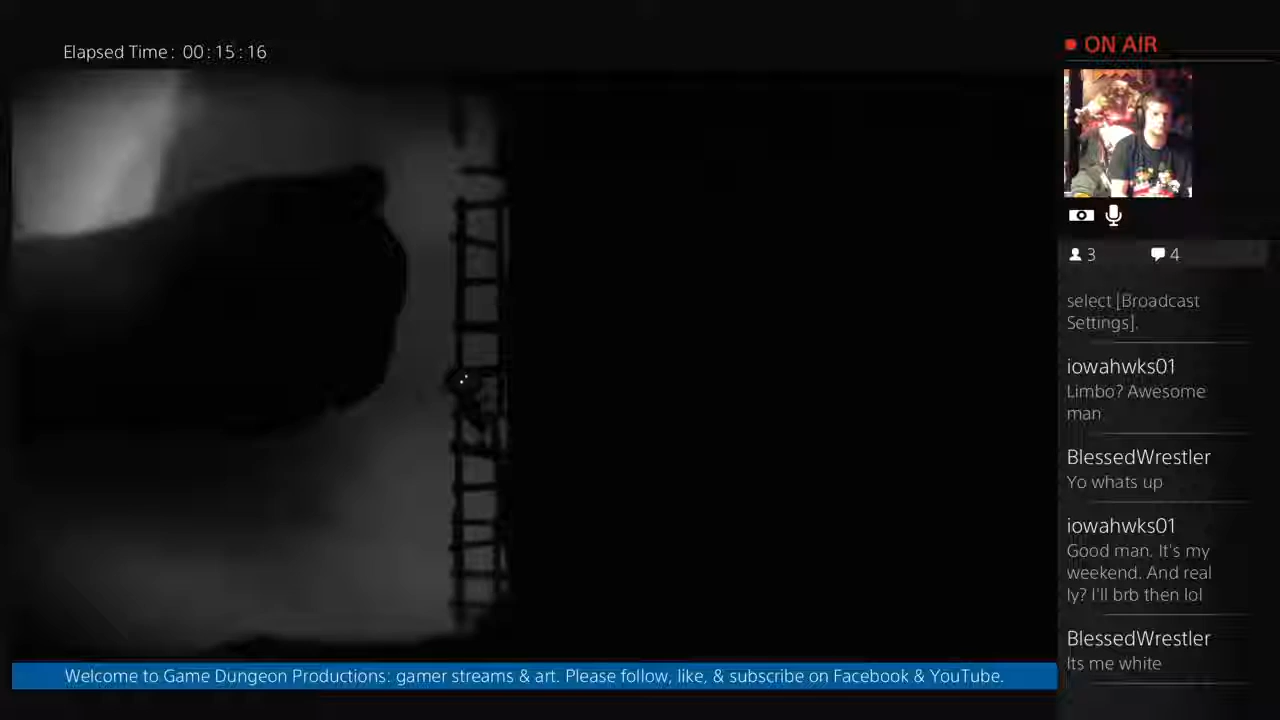 Elapsed Time: 00:15:16
ON AIR
3
4
select [Broadcast
Settings].
iowahwks01
Limbo? Awesome
man
BlessedWrestler
Yo whats up
iowahwks01
Good man. It's my
weekend. And real
ly? I'll brb then lol
BlessedWrestler
Its me white
Welcome to Game Dungeon Productions: gamer streams & art. Please follow, like, & subscribe on Facebook & YouTube.